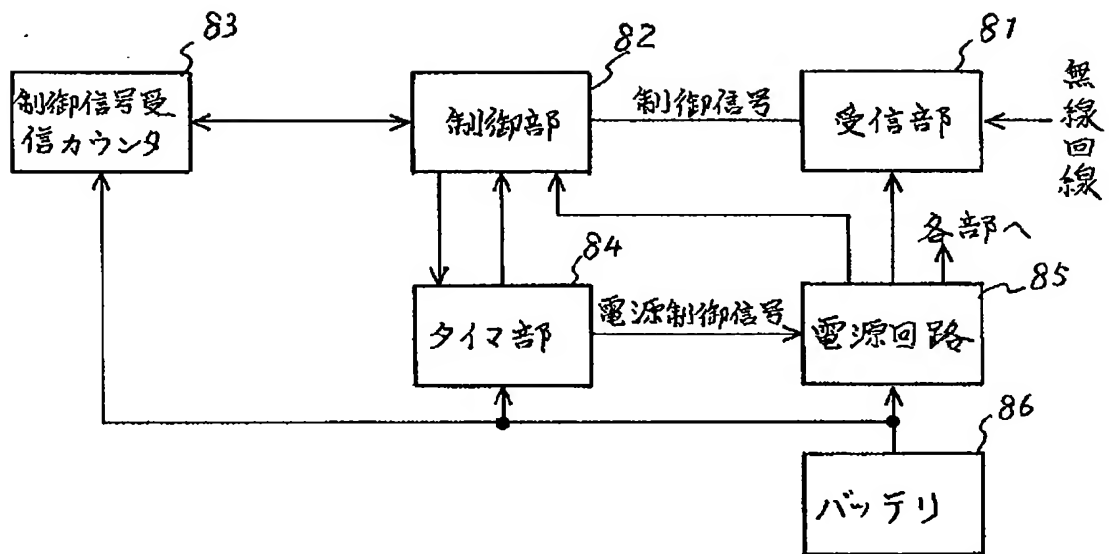 83
制御信号受
信カウンタ
82
制御部
制御信号
81
受信部
無線回線
各部へ
84
タイマ部
電源制御信号
85
電源回路
86
バッテリ